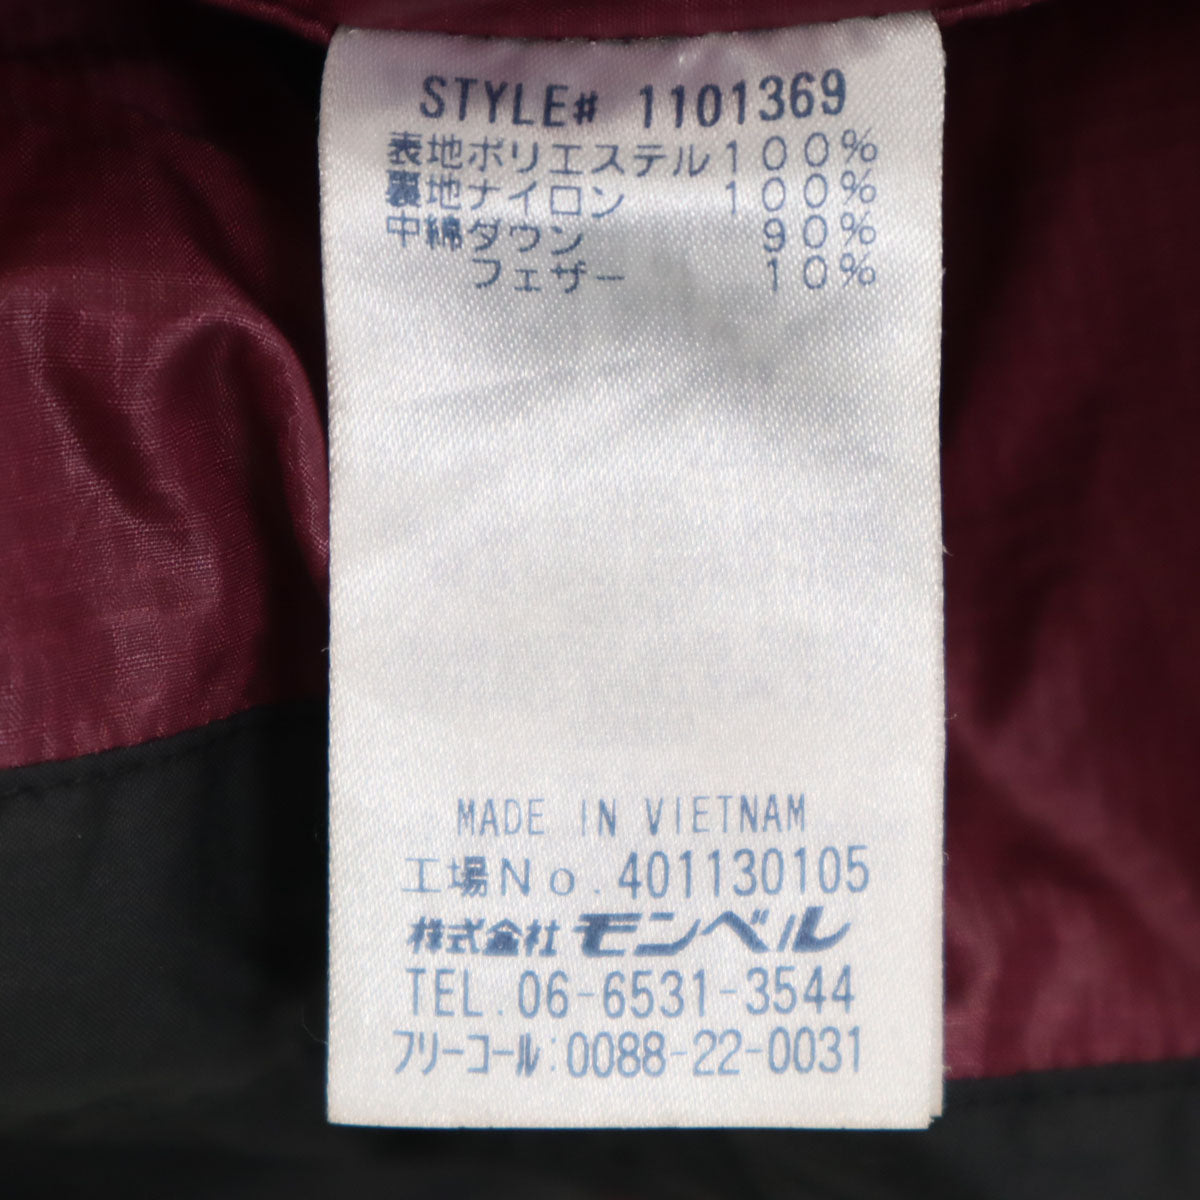 STYLE# 1101369
表地ポリエステル100%
裏地ナイロン 100%
中綿ダウン 90%
フェザー 10%
MADE IN VIETNAM
工場No.401130105
株式会社モンベル
TEL.06-6531-3544
フリーコール:0088-22-0031